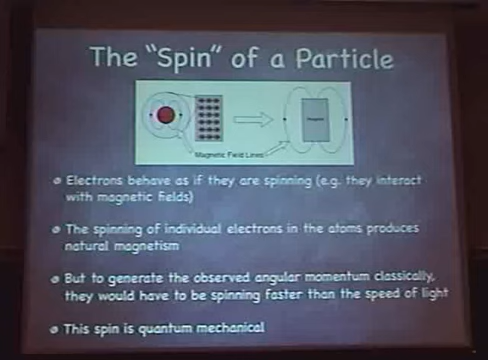 The "Spin" of a Particle
Magnetic Field Lines
Electrons behave as if they are spinning (e.g. they interact
with magnetic fields)
The spinning of individual electrons in the atoms produces
natural magnetism
But to generate the observed angular momentum classically,
they would have to be spinning faster than the speed of light
This spin is quantum mechanical